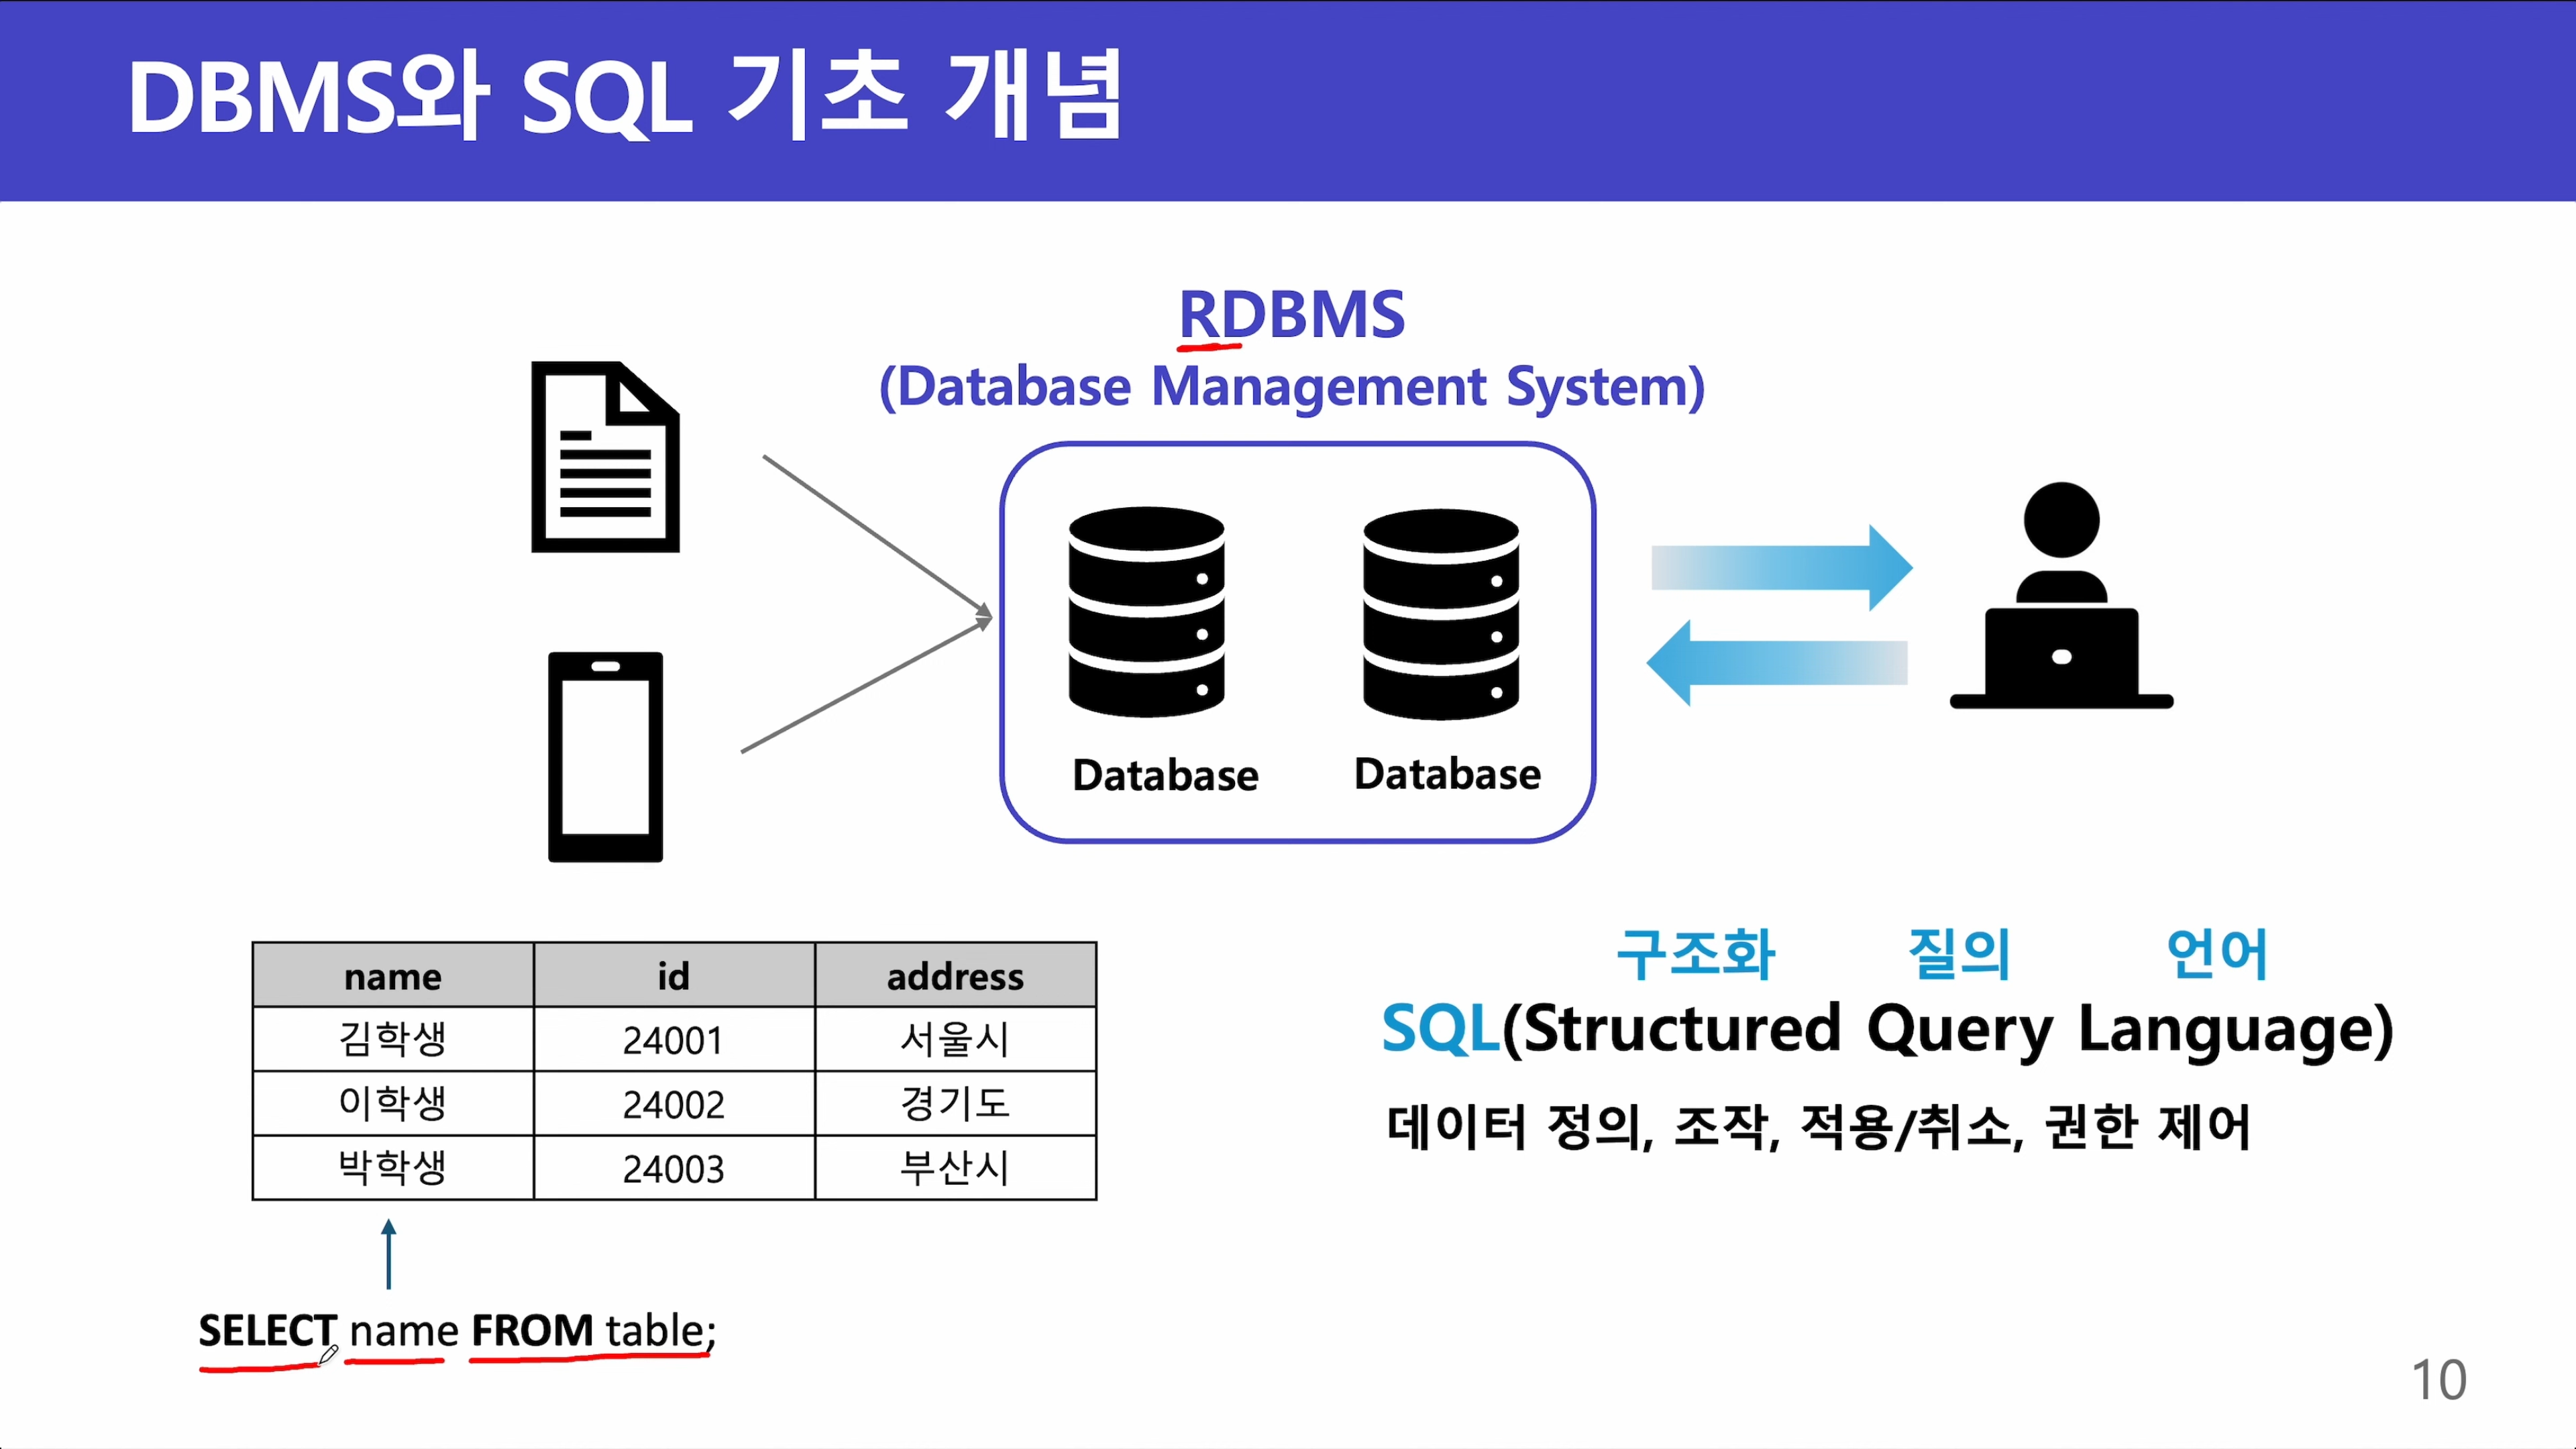 DBMS와 SQL 기초 개념
RDBMS
(Database Management System)
Database Database
name id address
김학생 24001 서울시
이학생 24002 경기도
박학생 24003 부산시
SELECT name FROM table;
구조화 질의 언어
SQL(Structured Query Language)
데이터 정의, 조작, 적용/취소, 권한 제어
10